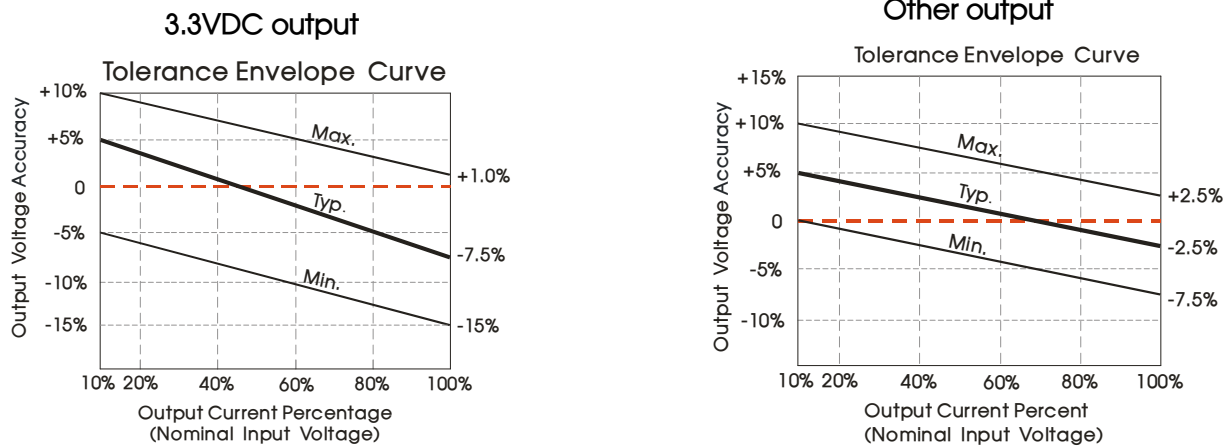 3.3VDC output
Tolerance Envelope Curve
+10%
+5%
0
-5%
-10%
-15%
Output Voltage Accuracy
Max.
Typ.
Min.
+1.0%
-7.5%
-15%
10% 20% 40% 60% 80% 100%
Output Current Percentage
(Nominal Input Voltage)
Other output
Tolerance Envelope Curve
+15%
+10%
+5%
0
-5%
-10%
Output Voltage Accuracy
Max.
Typ.
Min.
+2.5%
-2.5%
-7.5%
10% 20% 40% 60% 80% 100%
Output Current Percent
(Nominal Input Voltage)